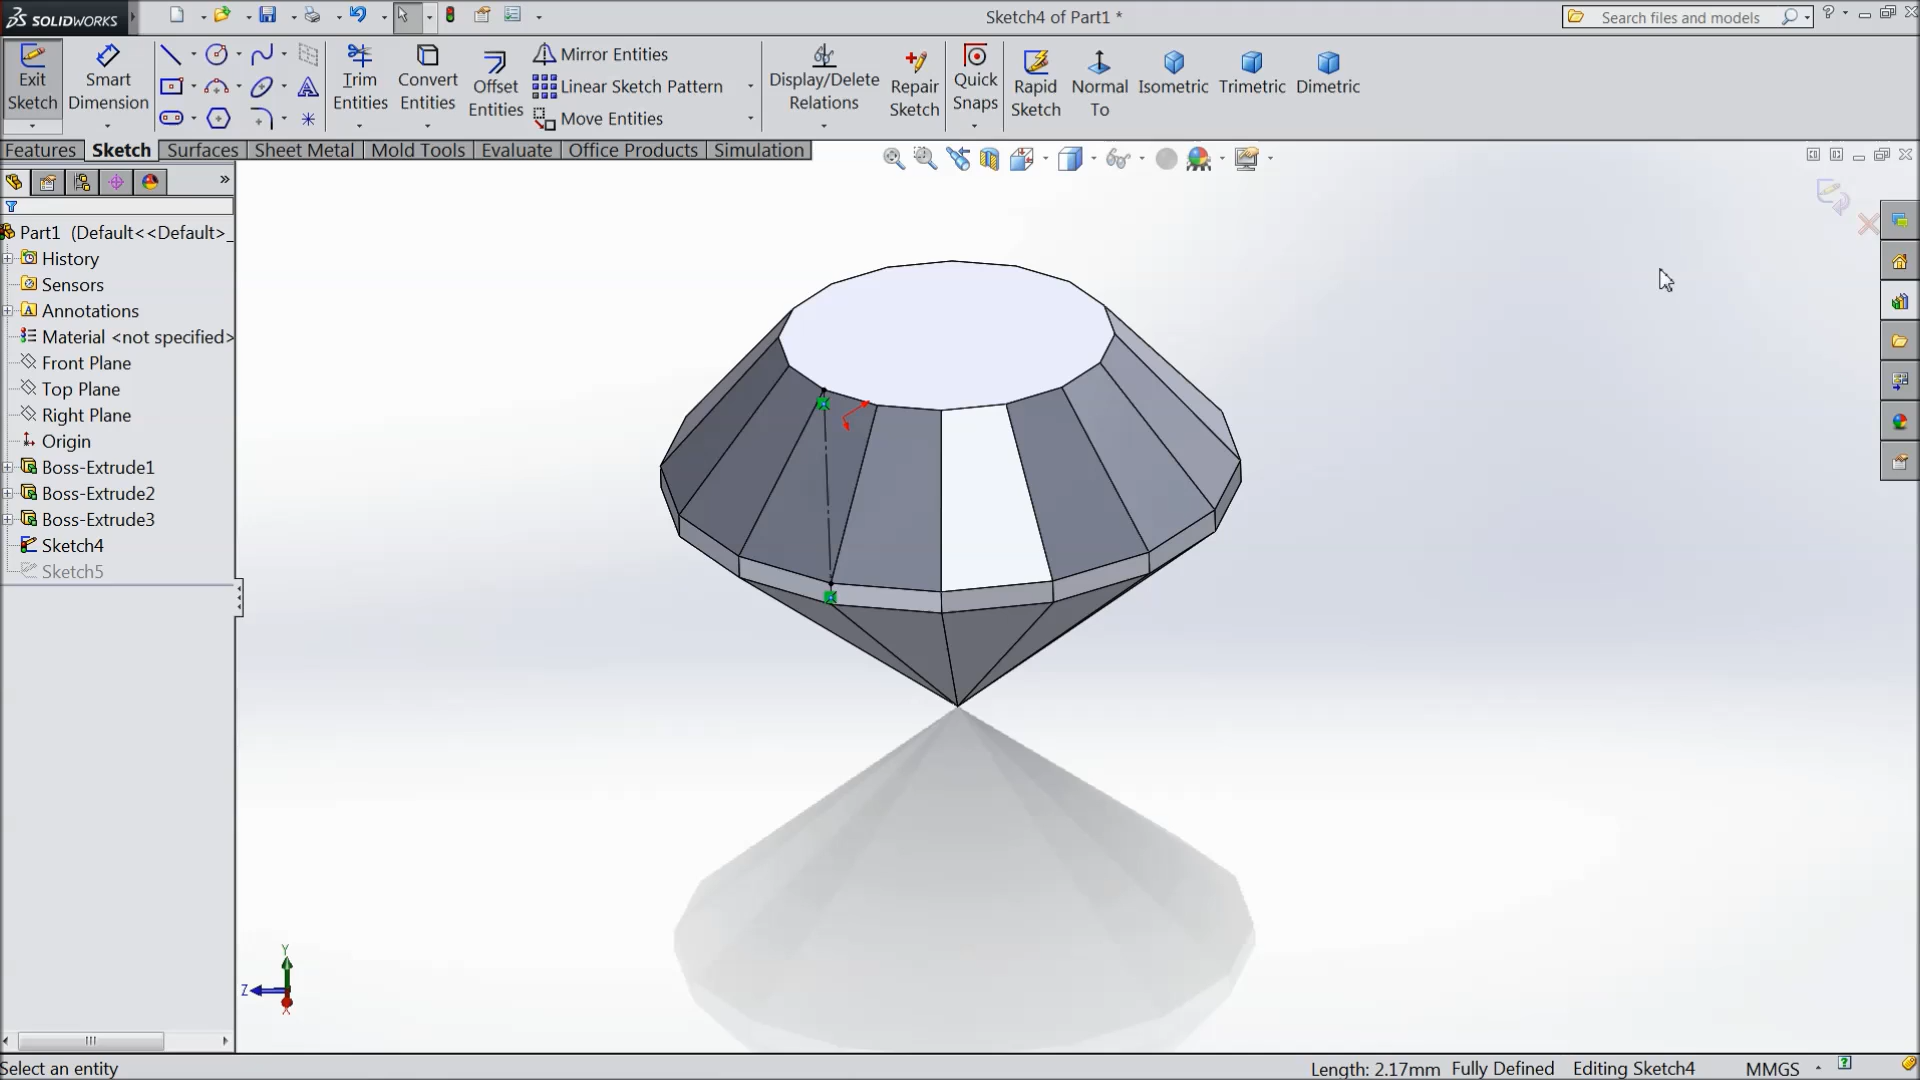 SOLIDWORKS
Sketch4 of Part1 *
Search files and models
Exit Sketch
Smart Dimension
Trim Entities
Convert Entities
Offset Entities
Mirror Entities
Linear Sketch Pattern
Move Entities
Display/Delete Relations
Repair Sketch
Quick Snaps
Rapid Sketch
Normal To
Isometric
Trimetric
Dimetric
Features Sketch Surfaces Sheet Metal Mold Tools Evaluate Office Products Simulation
Part1 (Default<<Default>_
History
Sensors
Annotations
Material <not specified>
Front Plane
Top Plane
Right Plane
Origin
Boss-Extrude1
Boss-Extrude2
Boss-Extrude3
Sketch4
Sketch5
Y
Z
X
Select an entity
Length: 2.17mm Fully Defined Editing Sketch4 MMGS